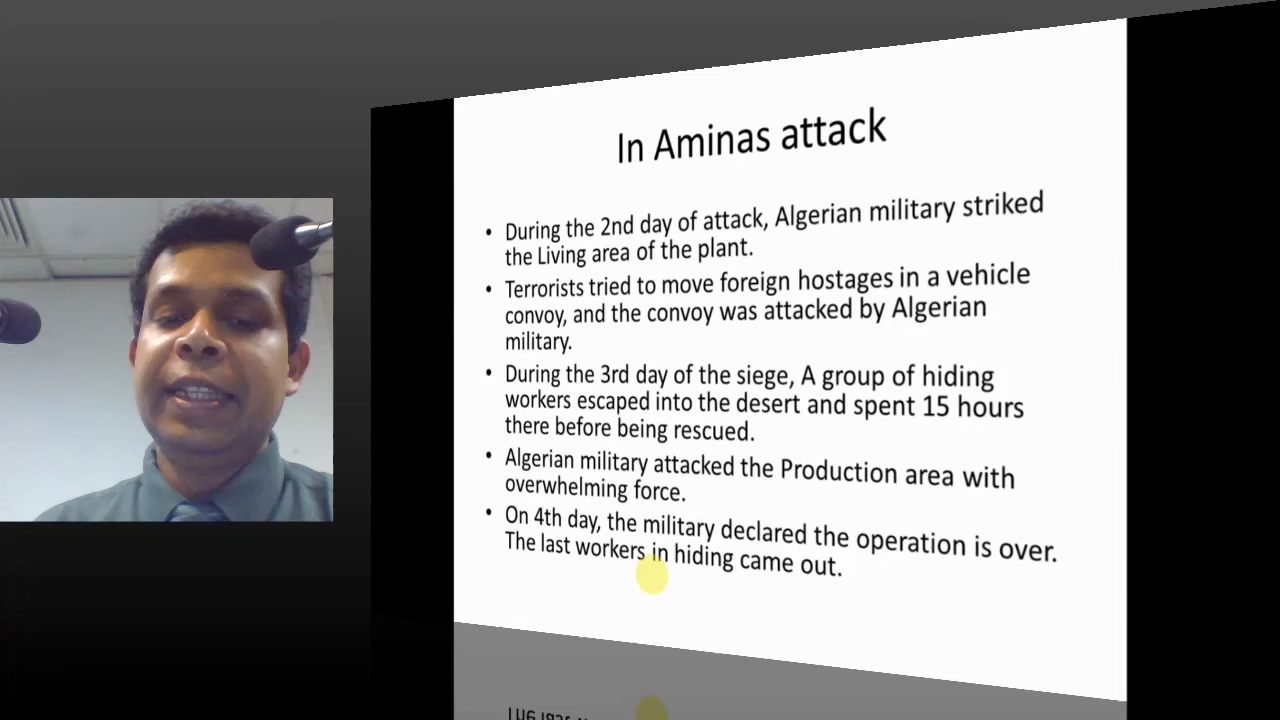 In Aminas attack
• During the 2nd day of attack, Algerian military striked
the Living area of the plant.
• Terrorists tried to move foreign hostages in a vehicle
convoy, and the convoy was attacked by Algerian
military.
• During the 3rd day of the siege, A group of hiding
workers escaped into the desert and spent 15 hours
there before being rescued.
• Algerian military attacked the Production area with
overwhelming force.
• On 4th day, the military declared the operation is over.
The last workers in hiding came out.